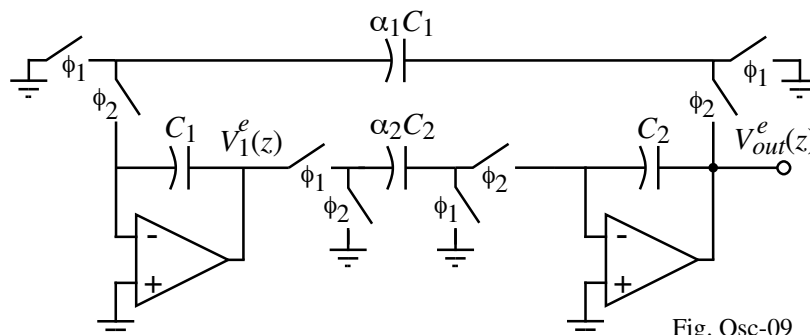 α₁C₁
ϕ₁
ϕ₁
ϕ₂
ϕ₂
C₁
V₁ᵉ(z)
α₂C₂
C₂
Vₒᵤₜᵉ(z)
ϕ₁
ϕ₂
ϕ₂
ϕ₁
-
+
-
+
Fig. Osc-09